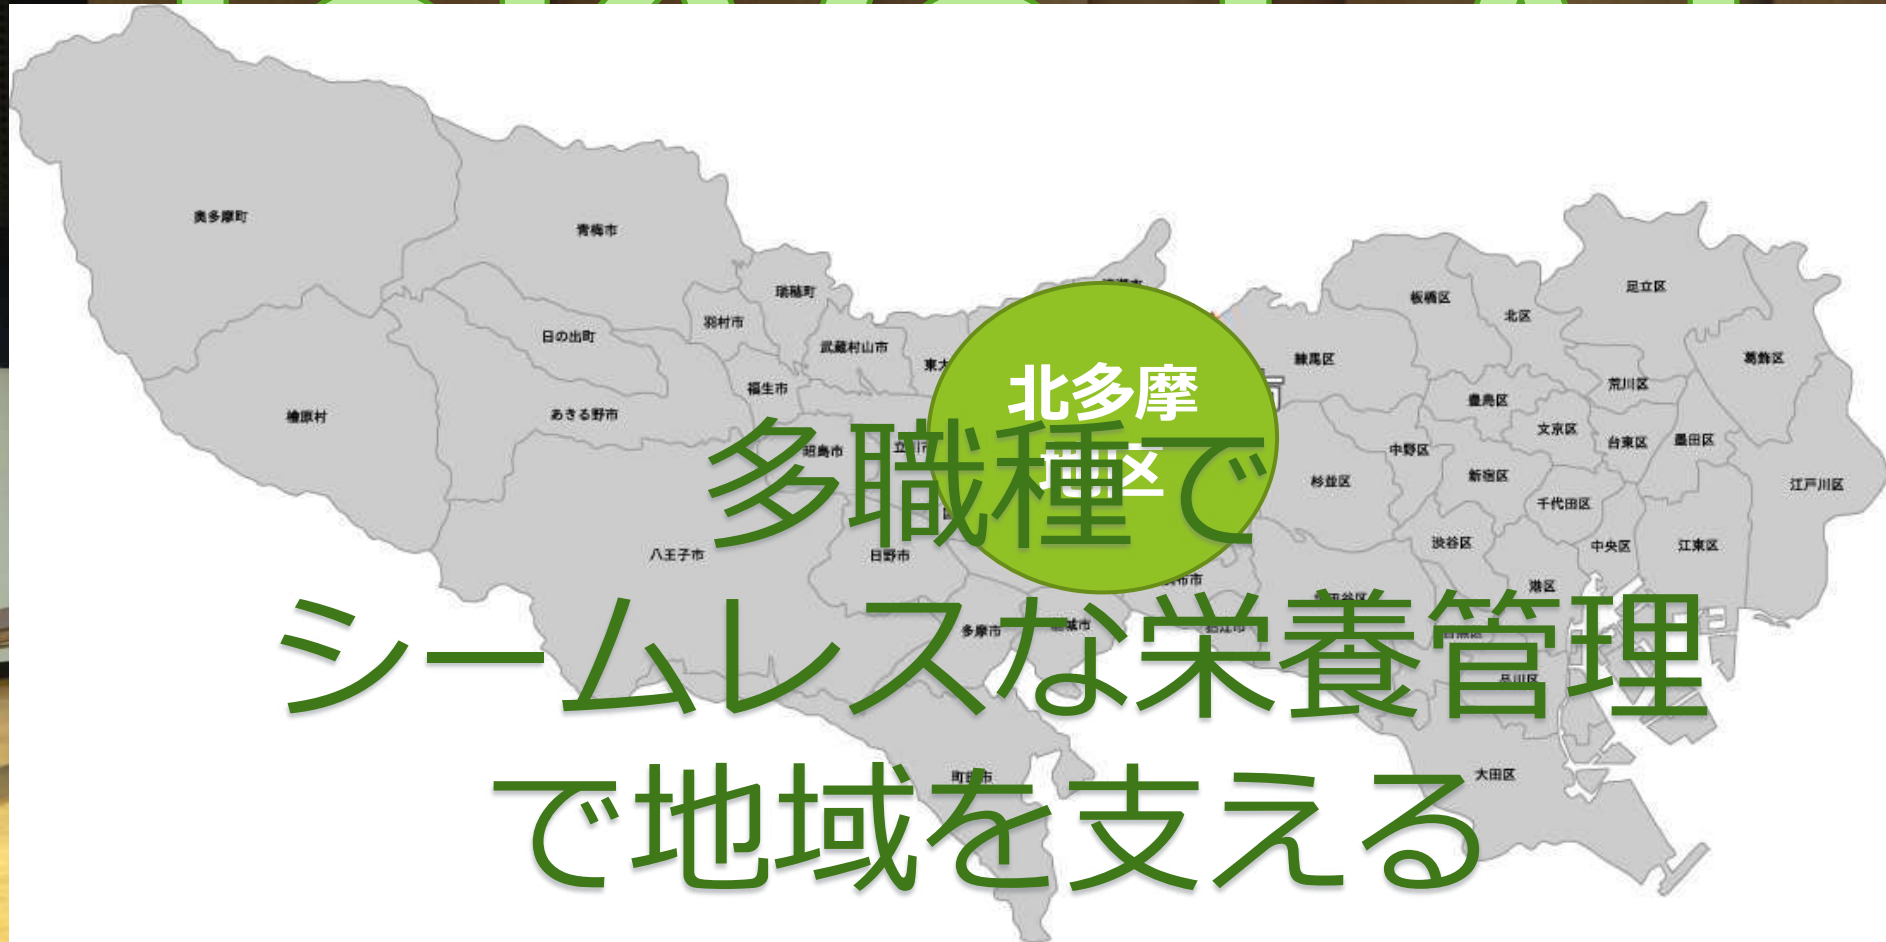 奥多摩町
青梅市
瑞穂町
羽村市
日の出町
武蔵村山市
福生市
檜原村
あきる野市
昭島市
八王子市
日野市
多摩市
町田市
北多摩
地区
板橋区
北区
足立区
練馬区
葛飾区
荒川区
豊島区
文京区
台東区
墨田区
中野区
新宿区
杉並区
千代田区
江戸川区
渋谷区
中央区
江東区
港区
品川区
大田区
多職種で
シームレスな栄養管理
で地域を支える